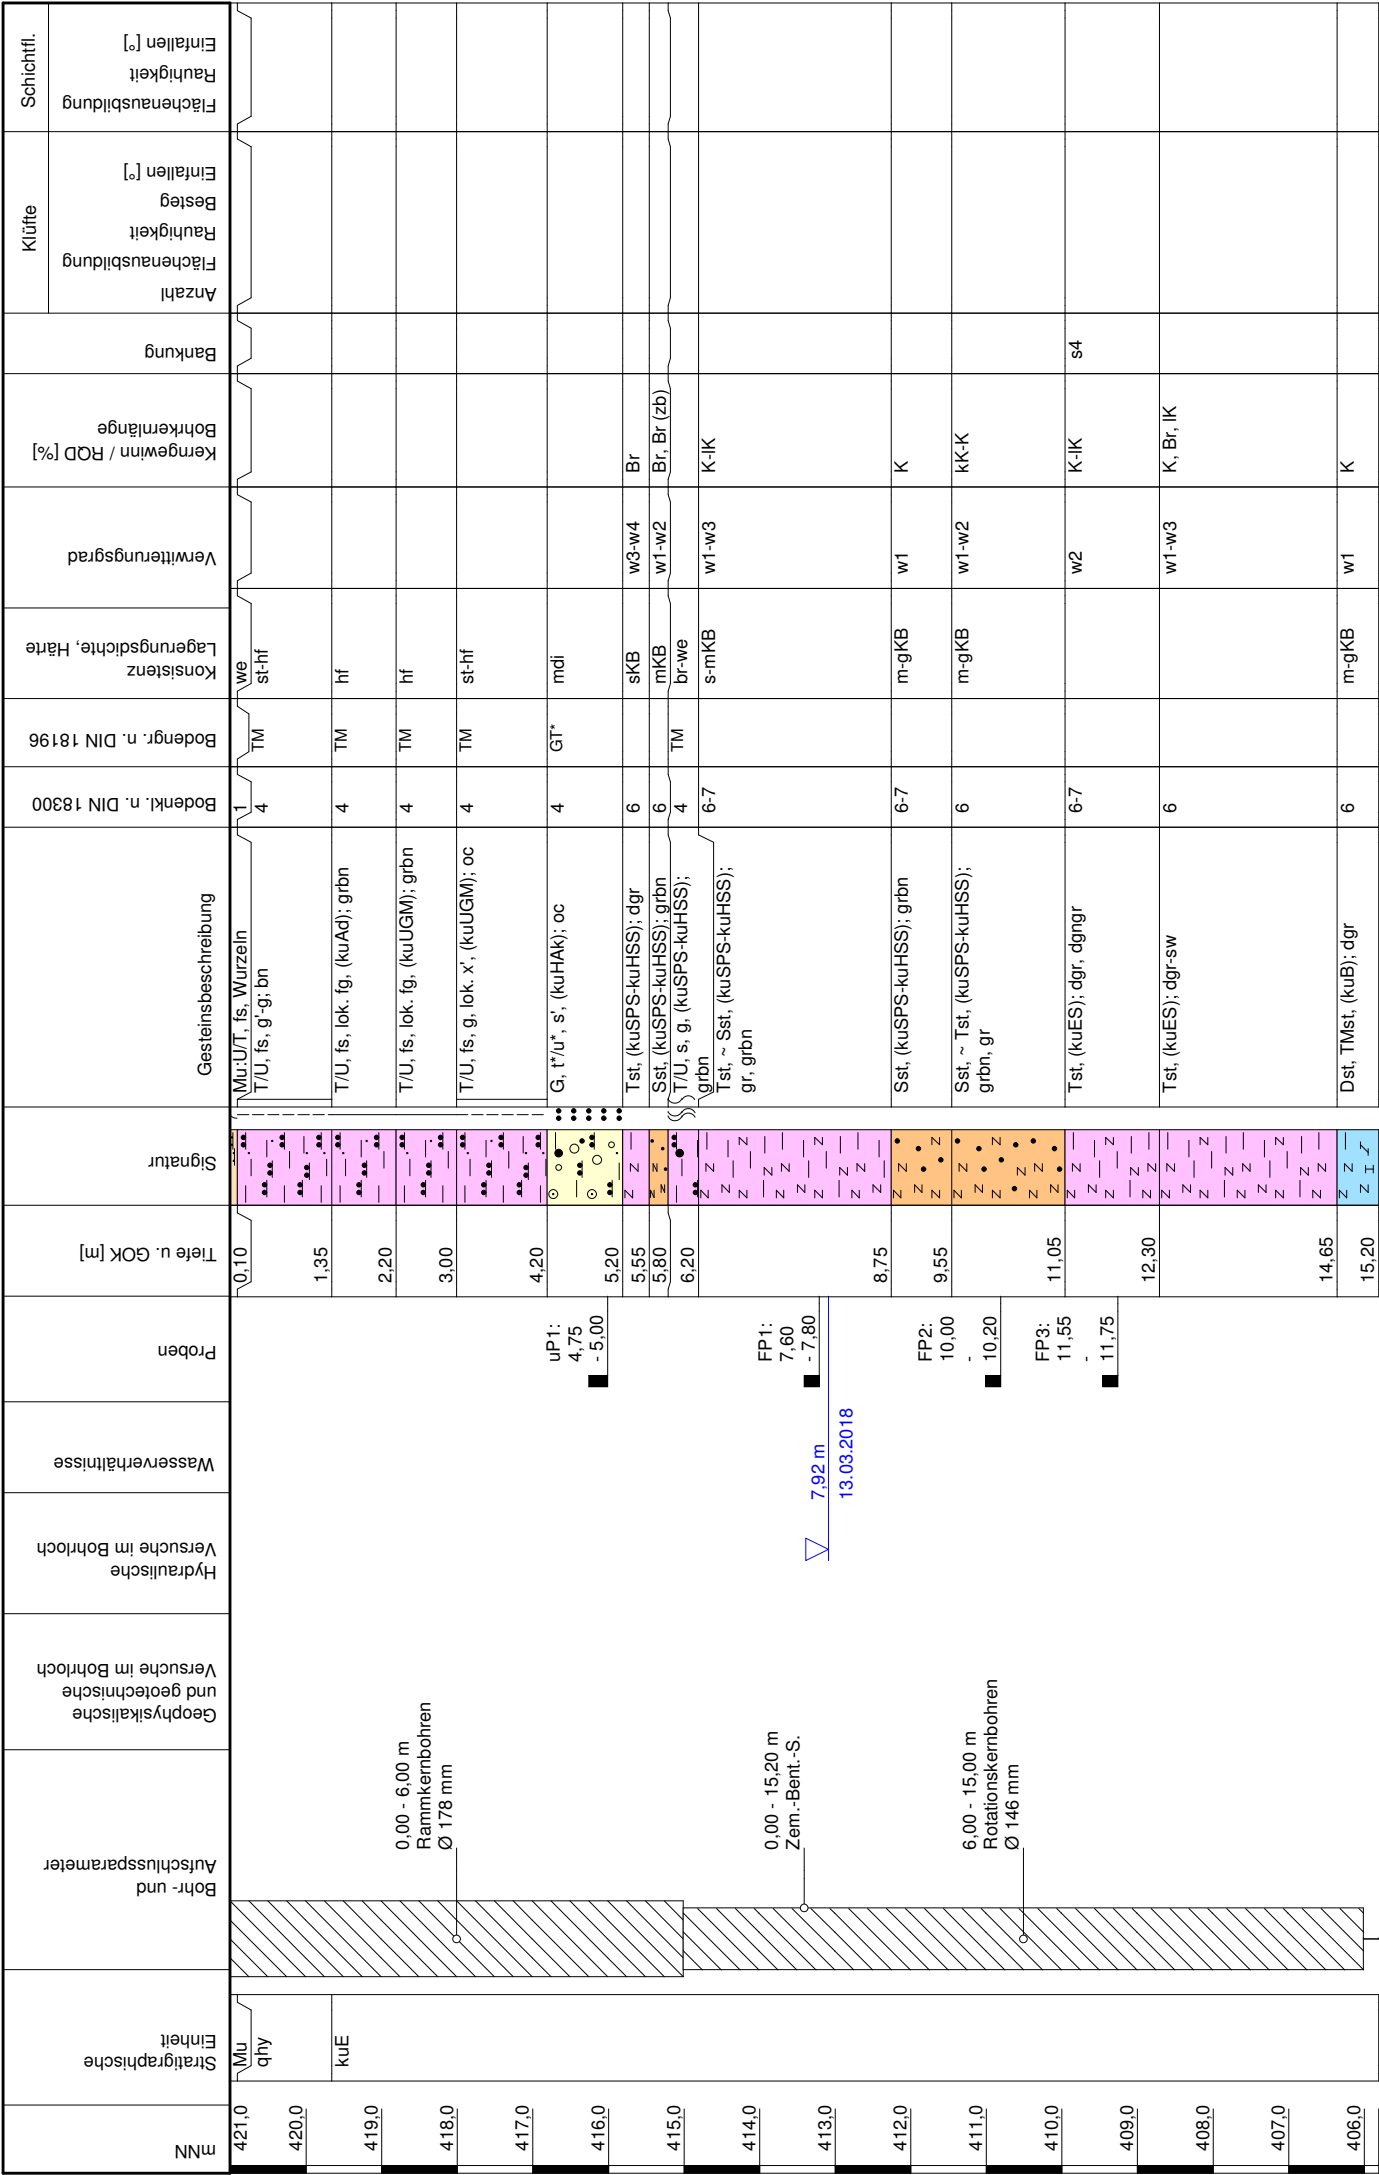 mNN
Stratigraphische
Einheit
Bohr- und
Aufschlussparameter
Geophysikalische
und geotechnische
Versuche im Bohrloch
Hydraulische
Versuche im Bohrloch
Wasserverhältnisse
Proben
Tiefe u. GOK [m]
Signatur
Gesteinsbeschreibung
Bodenkl. n. DIN 18300
Bodengr. n. DIN 18196
Konsistenz
Lagerungsdichte, Härte
Verwitterungsgrad
Kerngewinn / RQD [%]
Bohrkernlänge
Bankung
Klüfte
Anzahl
Flächenausbildung
Rauhigkeit
Besteg
Einfallen [°]
Schichtfl.
Flächenausbildung
Rauhigkeit
Einfallen [°]
421,0
420,0
419,0
418,0
417,0
416,0
415,0
414,0
413,0
412,0
411,0
410,0
409,0
408,0
407,0
406,0
Mu
qhy
kuE
0,00 - 6,00 m
Rammkernbohren
Ø 178 mm
0,00 - 15,20 m
Zem.-Bent.-S.
6,00 - 15,00 m
Rotationskernbohren
Ø 146 mm
7,92 m
13.03.2018
uP1:
4,75
- 5,00
FP1:
7,60
- 7,80
FP2:
10,00
-
10,20
FP3:
11,55
-
11,75
0,10 Mu:U/T, fs, Wurzeln 1 we
T/U, fs, g'-g; bn 4 TM st-hf
1,35
T/U, fs, lok. fg, (kuAd); grbn 4 TM hf
2,20
T/U, fs, lok. fg, (kuUGM); grbn 4 TM hf
3,00
T/U, fs, g, lok. x', (kuUGM); oc 4 TM st-hf
4,20
G, t*/u*, s', (kuHAk); oc 4 GT* mdi
5,20
Tst, (kuSPS-kuHSS); dgr 6 sKB w3-w4 Br
5,55
Sst, (kuSPS-kuHSS); grbn 6 mKB w1-w2 Br, Br (zb)
5,80
T/U, s, g, (kuSPS-kuHSS); 4 TM br-we
grbn
6,20
Tst, ~ Sst, (kuSPS-kuHSS); 6-7 s-mKB w1-w3 K-lK
gr, grbn
8,75
Sst, (kuSPS-kuHSS); grbn 6-7 m-gKB w1 K
9,55
Sst, ~ Tst, (kuSPS-kuHSS); 6 m-gKB w1-w2 kK-K
grbn, gr
11,05
Tst, (kuES); dgr, dgngr 6-7 w2 K-lK s4
12,30
Tst, (kuES); dgr-sw 6 w1-w3 K, Br, lK
14,65
Dst, TMst, (kuB); dgr 6 m-gKB w1 K
15,20